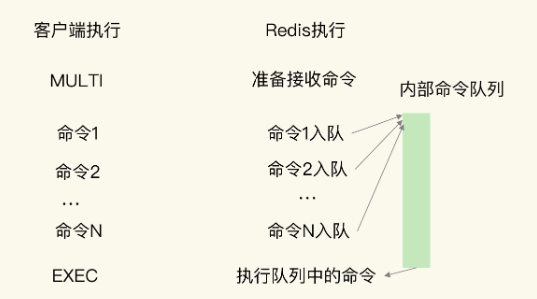 客户端执行 Redis执行
MULTI 准备接收命令
内部命令队列
命令1 命令1入队
命令2 命令2入队
... ...
命令N 命令N入队
EXEC 执行队列中的命令